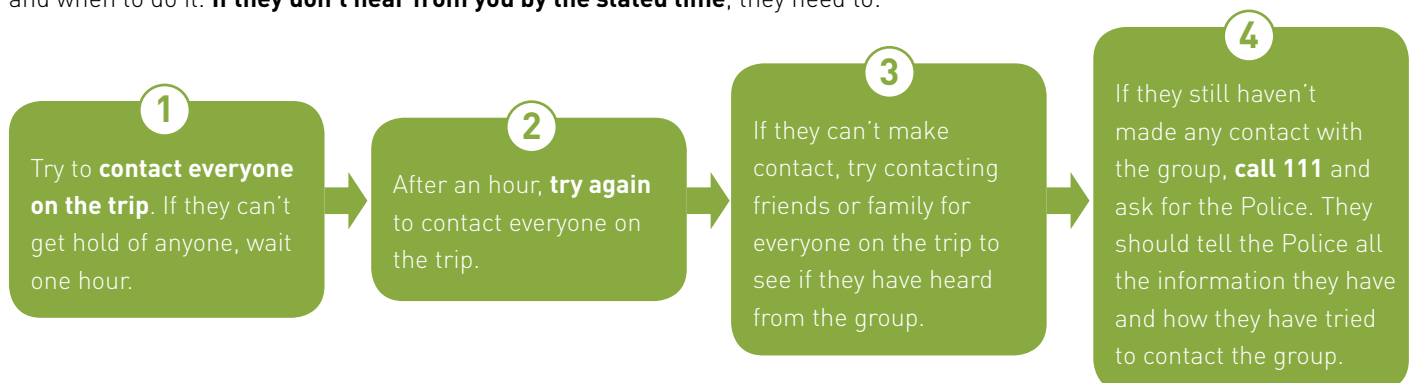 and when to do it. If they don't hear from you by the stated time, they need to:
1
Try to contact everyone
on the trip. If they can't
get hold of anyone, wait
one hour.
2
After an hour, try again
to contact everyone on
the trip.
3
If they can't make
contact, try contacting
friends or family for
everyone on the trip to
see if they have heard
from the group.
4
If they still haven't
made any contact with
the group, call 111 and
ask for the Police. They
should tell the Police all
the information they have
and how they have tried
to contact the group.